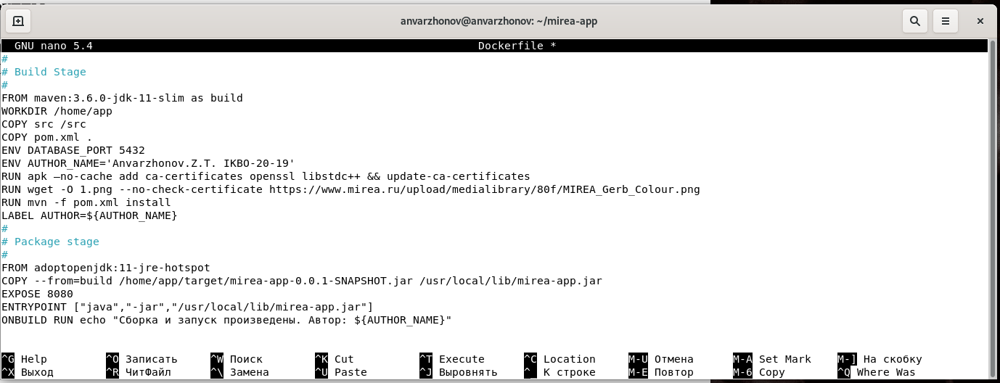 anvarzhonov@anvarzhonov: ~/mirea-app
GNU nano 5.4 Dockerfile *
#
# Build Stage
#
FROM maven:3.6.0-jdk-11-slim as build
WORKDIR /home/app
COPY src /src
COPY pom.xml .
ENV DATABASE_PORT 5432
ENV AUTHOR_NAME='Anvarzhonov.Z.T. IKBO-20-19'
RUN apk –no-cache add ca-certificates openssl libstdc++ && update-ca-certificates
RUN wget -O 1.png --no-check-certificate https://www.mirea.ru/upload/medialibrary/80f/MIREA_Gerb_Colour.png
RUN mvn -f pom.xml install
LABEL AUTHOR=${AUTHOR_NAME}
#
# Package stage
#
FROM adoptopenjdk:11-jre-hotspot
COPY --from=build /home/app/target/mirea-app-0.0.1-SNAPSHOT.jar /usr/local/lib/mirea-app.jar
EXPOSE 8080
ENTRYPOINT ["java","-jar","/usr/local/lib/mirea-app.jar"]
ONBUILD RUN echo "Сборка и запуск произведены. Автор: ${AUTHOR_NAME}"
^G Help ^O Записать ^W Поиск ^K Cut ^T Execute ^C Location M-U Отмена M-A Set Mark M-] На скобку
^X Выход ^R ЧитФайл ^\ Замена ^U Paste ^J Выровнять ^_ К строке M-E Повтор M-6 Copy ^Q Where Was